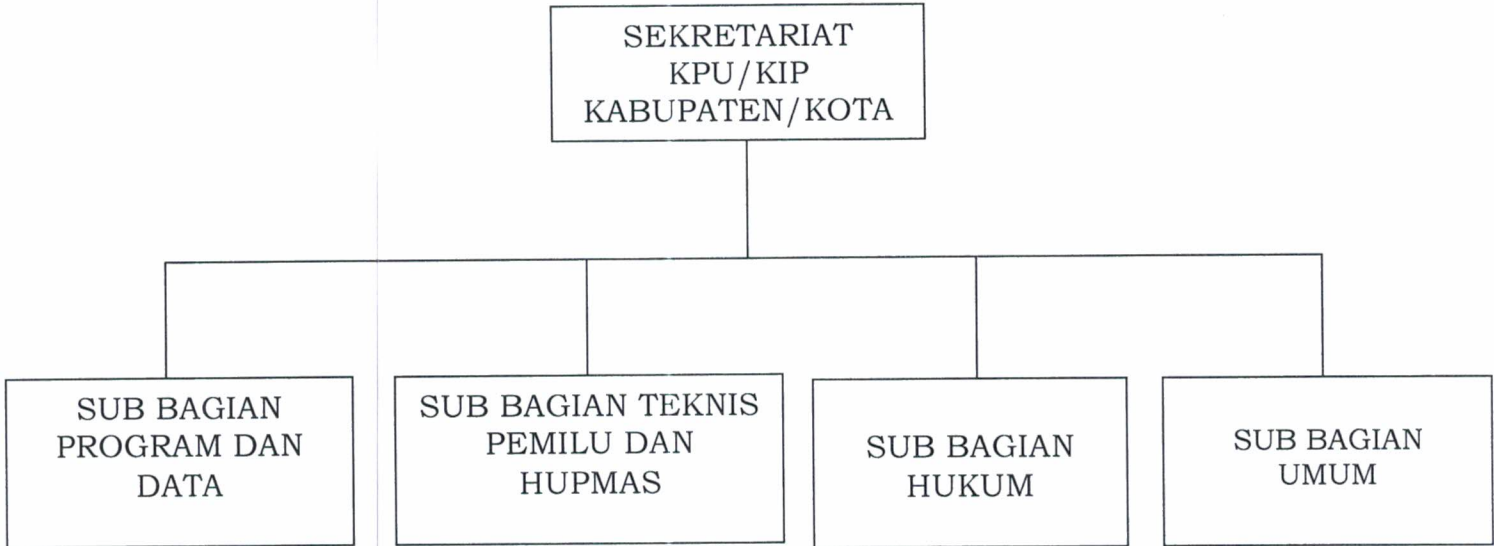 SEKRETARIAT
KPU/KIP
KABUPATEN/KOTA
SUB BAGIAN
PROGRAM DAN
DATA
SUB BAGIAN TEKNIS
PEMILU DAN
HUPMAS
SUB BAGIAN
HUKUM
SUB BAGIAN
UMUM